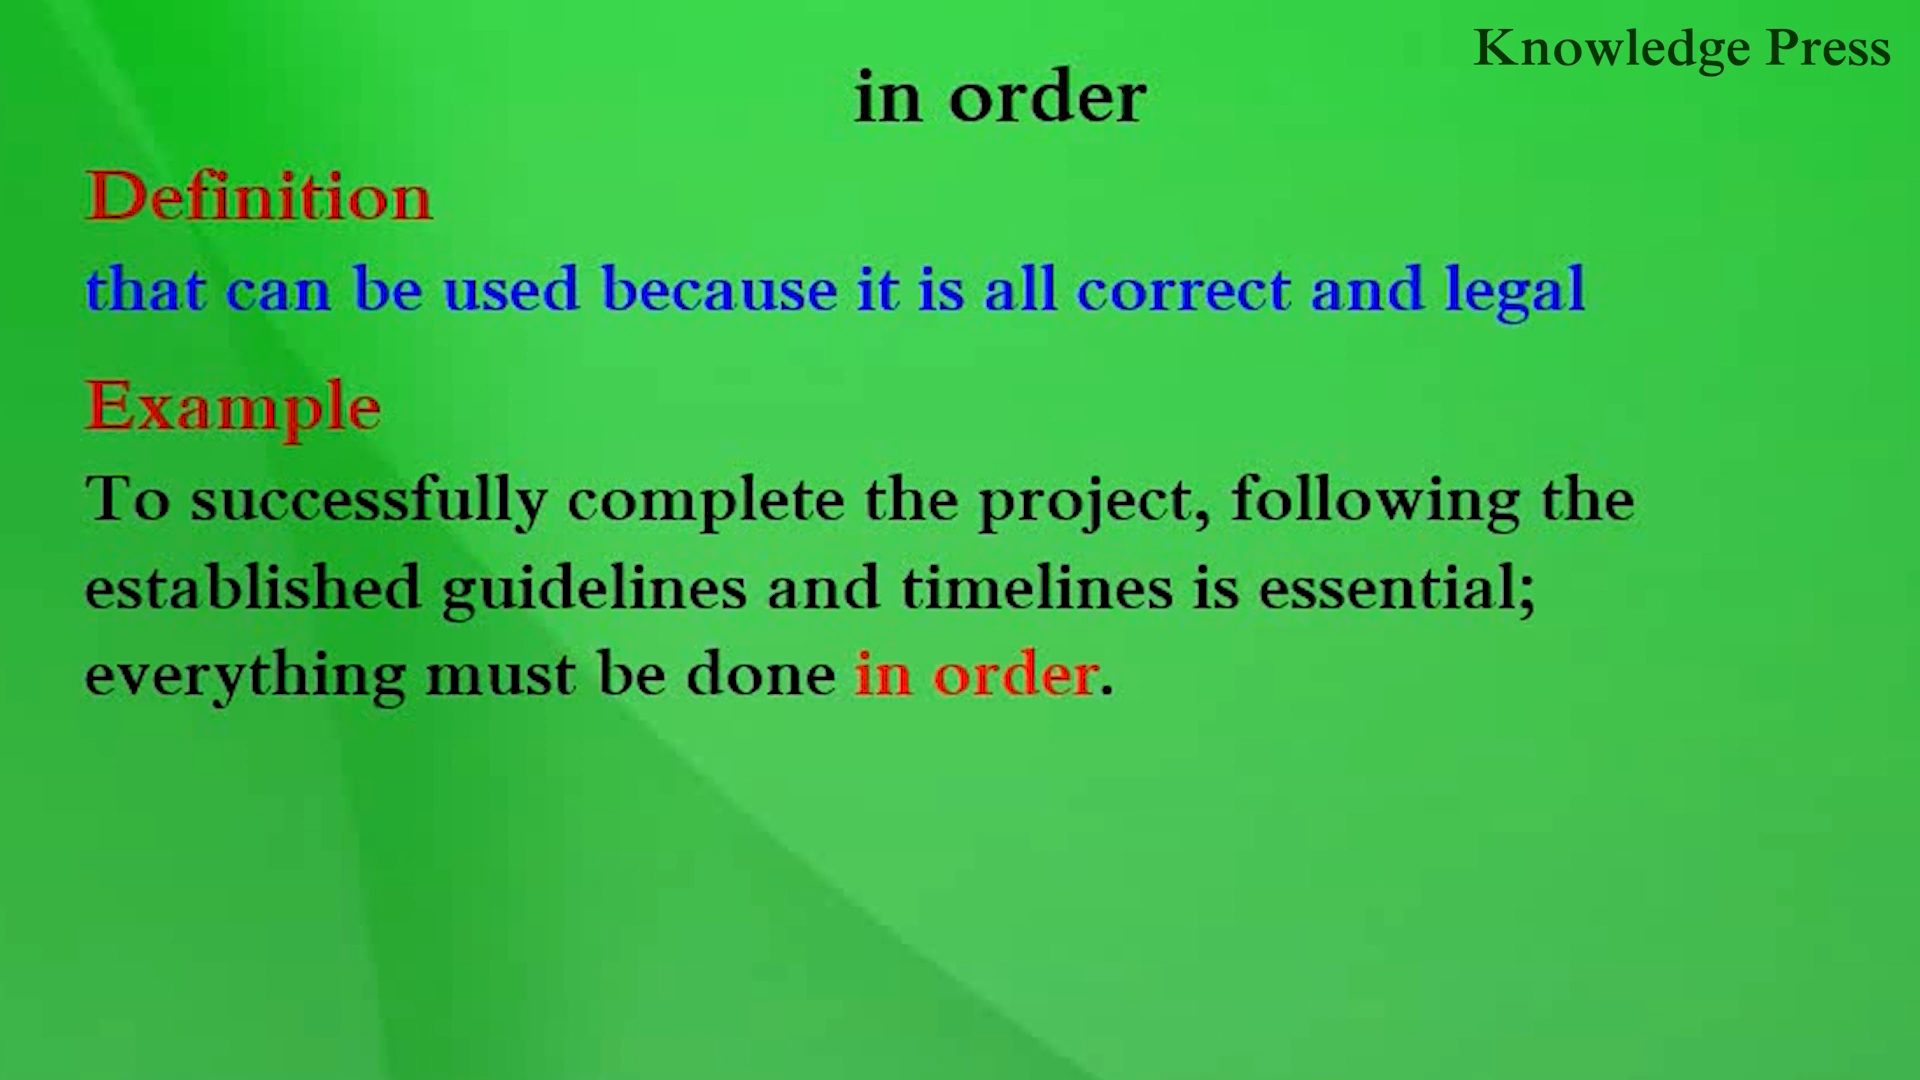 Knowledge Press
in order
Definition
that can be used because it is all correct and legal
Example
To successfully complete the project, following the
established guidelines and timelines is essential;
everything must be done in order.